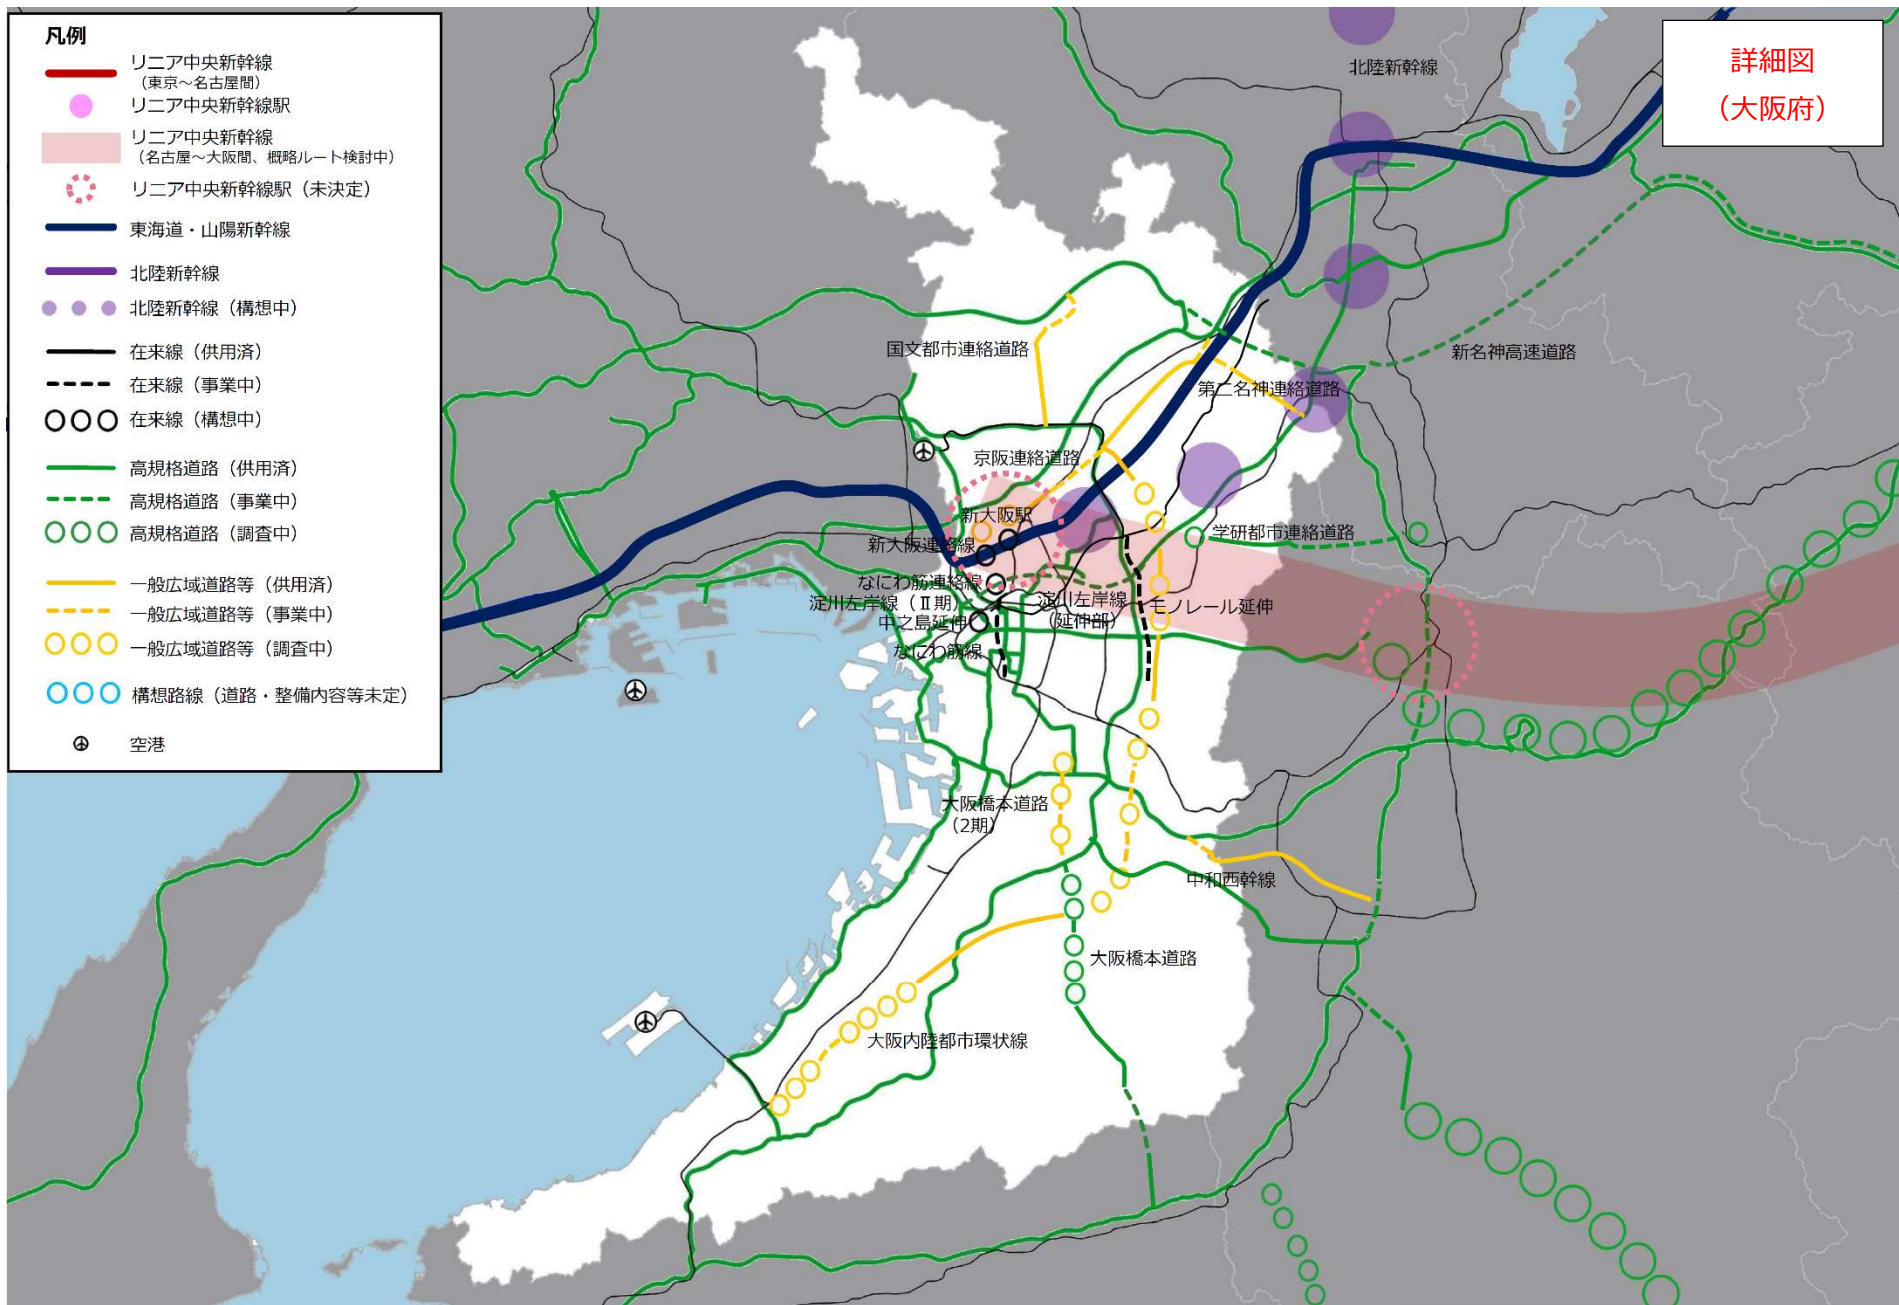 凡例
リニア中央新幹線
（東京～名古屋間）
リニア中央新幹線駅
リニア中央新幹線
（名古屋～大阪間、概略ルート検討中）
リニア中央新幹線駅（未決定）
東海道・山陽新幹線
北陸新幹線
北陸新幹線（構想中）
在来線（供用済）
在来線（事業中）
在来線（構想中）
高規格道路（供用済）
高規格道路（事業中）
高規格道路（調査中）
一般広域道路等（供用済）
一般広域道路等（事業中）
一般広域道路等（調査中）
構想路線（道路・整備内容等未定）
空港
詳細図
（大阪府）
北陸新幹線
国文都市連絡道路
新名神高速道路
第二名神連絡道路
京阪連絡道路
新大阪駅
学研都市連絡道路
新大阪連絡線
なにわ筋連絡線
淀川左岸線（Ⅱ期）
淀川左岸線
（延伸部）
モノレール延伸
中之島延伸
なにわ筋線
大阪橋本道路
（2期）
中和西幹線
大阪橋本道路
大阪内陸都市環状線